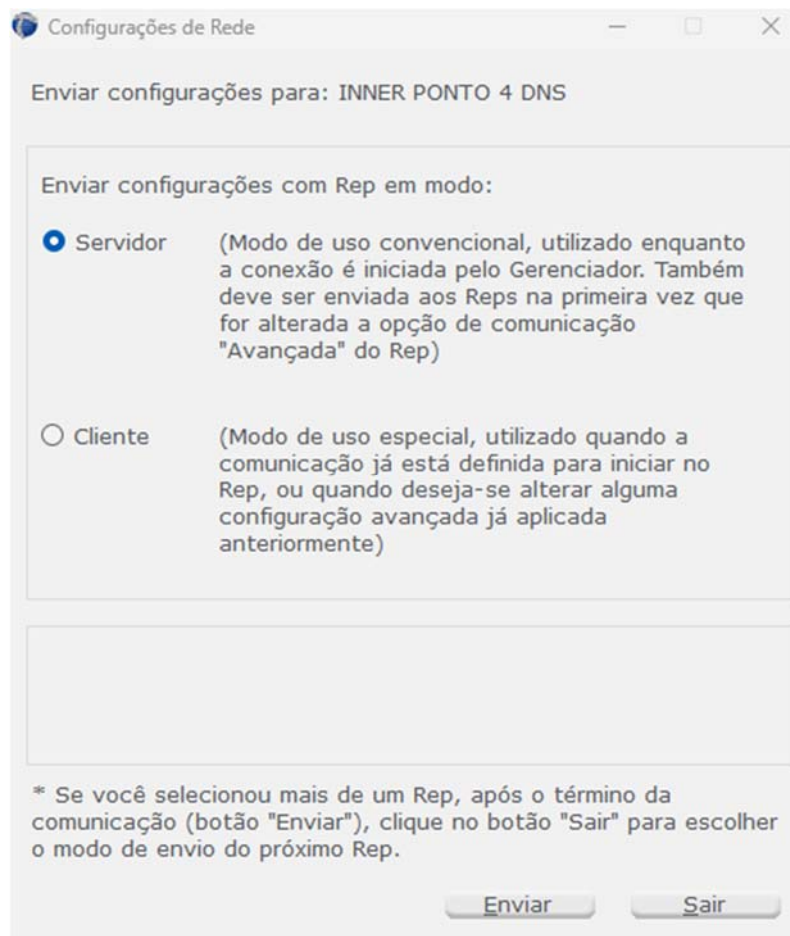 Configurações de Rede
Enviar configurações para: INNER PONTO 4 DNS
Enviar configurações com Rep em modo:
Servidor (Modo de uso convencional, utilizado enquanto
a conexão é iniciada pelo Gerenciador. Também
deve ser enviada aos Reps na primeira vez que
for alterada a opção de comunicação
"Avançada" do Rep)
Cliente (Modo de uso especial, utilizado quando a
comunicação já está definida para iniciar no
Rep, ou quando deseja-se alterar alguma
configuração avançada já aplicada
anteriormente)
* Se você selecionou mais de um Rep, após o término da
comunicação (botão "Enviar"), clique no botão "Sair" para escolher
o modo de envio do próximo Rep.
Enviar Sair